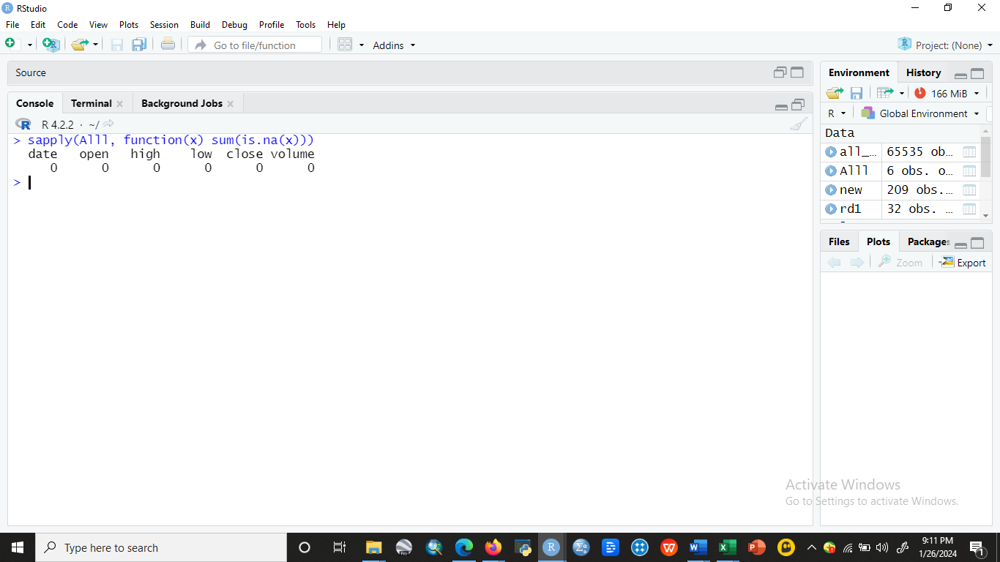 RStudio
File Edit Code View Plots Session Build Debug Profile Tools Help
Go to file/function Addins Project: (None)
Source
Console Terminal Background Jobs
R 4.2.2 · ~/
> sapply(Alll, function(x) sum(is.na(x)))
date open high low close volume
0 0 0 0 0 0
>
Environment History
166 MiB
R Global Environment
Data
all_… 65535 ob…
Alll 6 obs. o…
new 209 obs.…
rd1 32 obs. …
Files Plots Packages
Zoom Export
Activate Windows
Go to Settings to activate Windows.
Type here to search
9:11 PM
1/26/2024
1